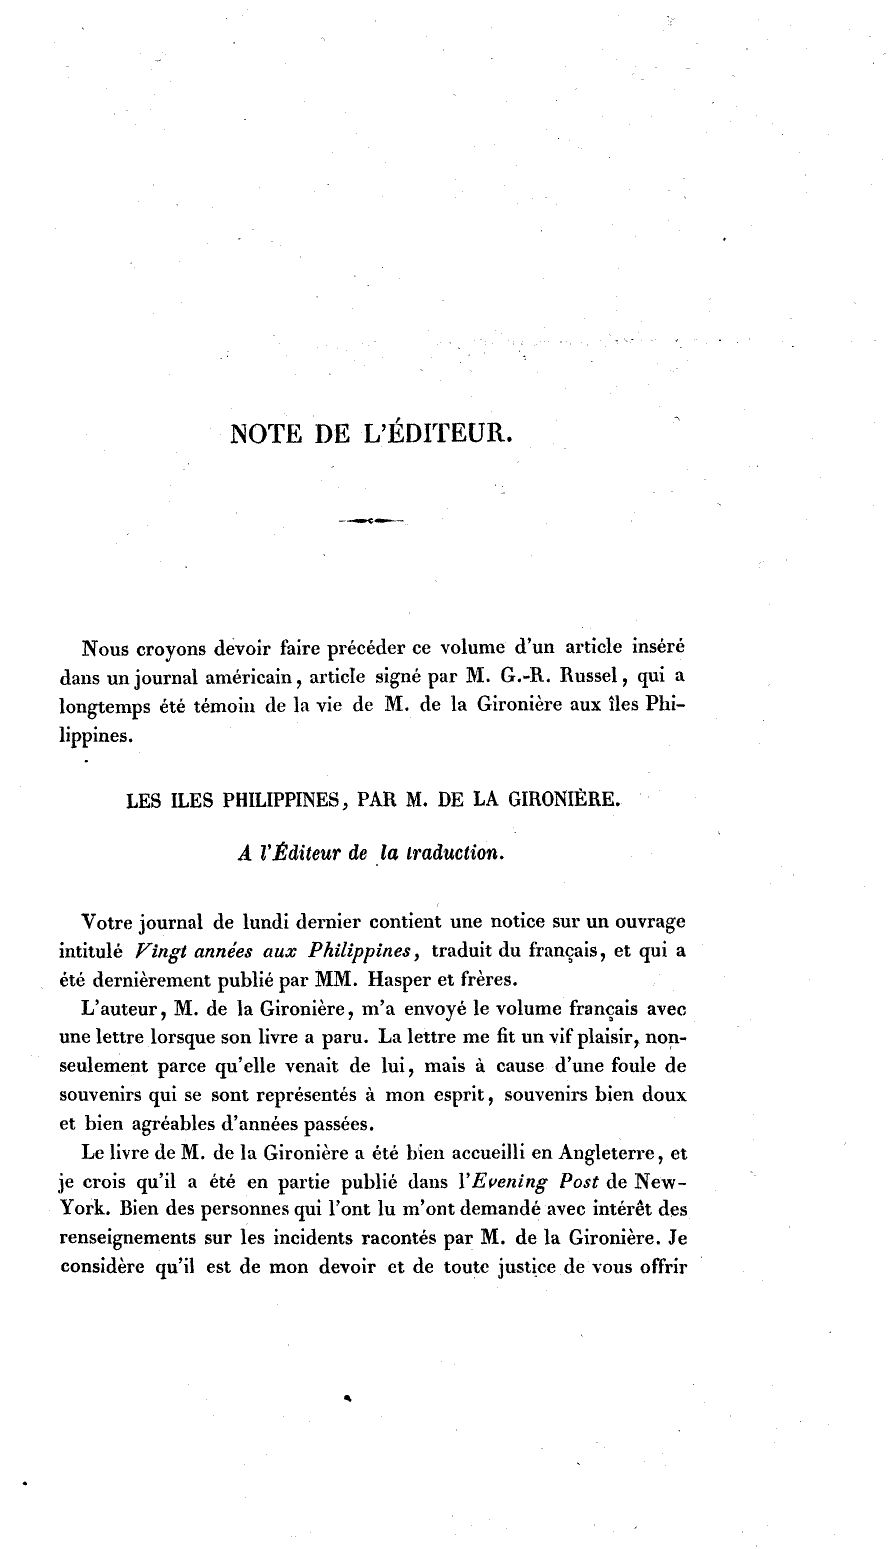 NOTE DE L'ÉDITEUR.
Nous croyons devoir faire précéder ce volume d'un article inséré
dans un journal américain, article signé par M. G.-R. Russel, qui a
longtemps été témoin de la vie de M. de la Gironière aux îles Phi-
lippines.
LES ILES PHILIPPINES, PAR M. DE LA GIRONIÈRE.
A l'Éditeur de la traduction.
Votre journal de lundi dernier contient une notice sur un ouvrage
intitulé Vingt années aux Philippines, traduit du français, et qui a
été dernièrement publié par MM. Hasper et frères.
L'auteur, M. de la Gironière, m'a envoyé le volume français avec
une lettre lorsque son livre a paru. La lettre me fit un vif plaisir, non-
seulement parce qu'elle venait de lui, mais à cause d'une foule de
souvenirs qui se sont représentés à mon esprit, souvenirs bien doux
et bien agréables d'années passées.
Le livre de M. de la Gironière a été bien accueilli en Angleterre, et
je crois qu'il a été en partie publié dans l'Evening Post de New-
York. Bien des personnes qui l'ont lu m'ont demandé avec intérêt des
renseignements sur les incidents racontés par M. de la Gironière. Je
considère qu'il est de mon devoir et de toute justice de vous offrir